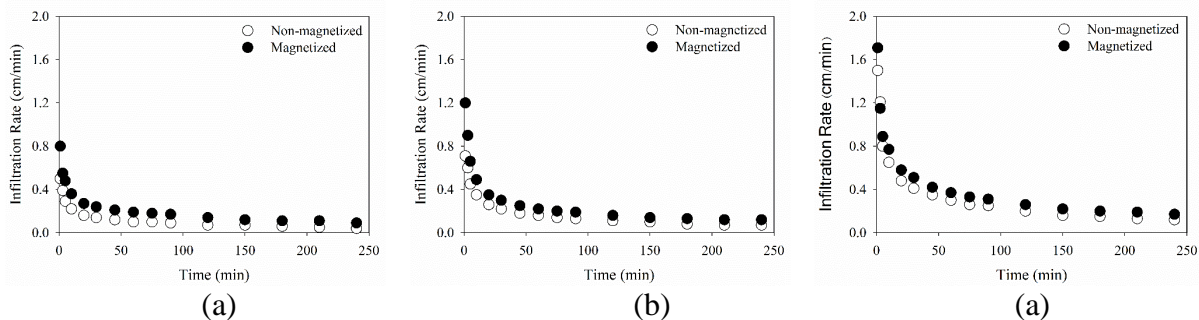 2.0
1.6
1.2
0.8
0.4
0.0
Infiltration Rate (cm/min)
Non-magnetized
Magnetized
0 50 100 150 200 250
Time (min)
(a)
2.0
1.6
1.2
0.8
0.4
0.0
Infiltration Rate (cm/min)
Non-magnetized
Magnetized
0 50 100 150 200 250
Time (min)
(b)
2.0
1.6
1.2
0.8
0.4
0.0
Infiltration Rate (cm/min)
Magnetized
Non-magnetized
0 50 100 150 200 250
Time (min)
(a)